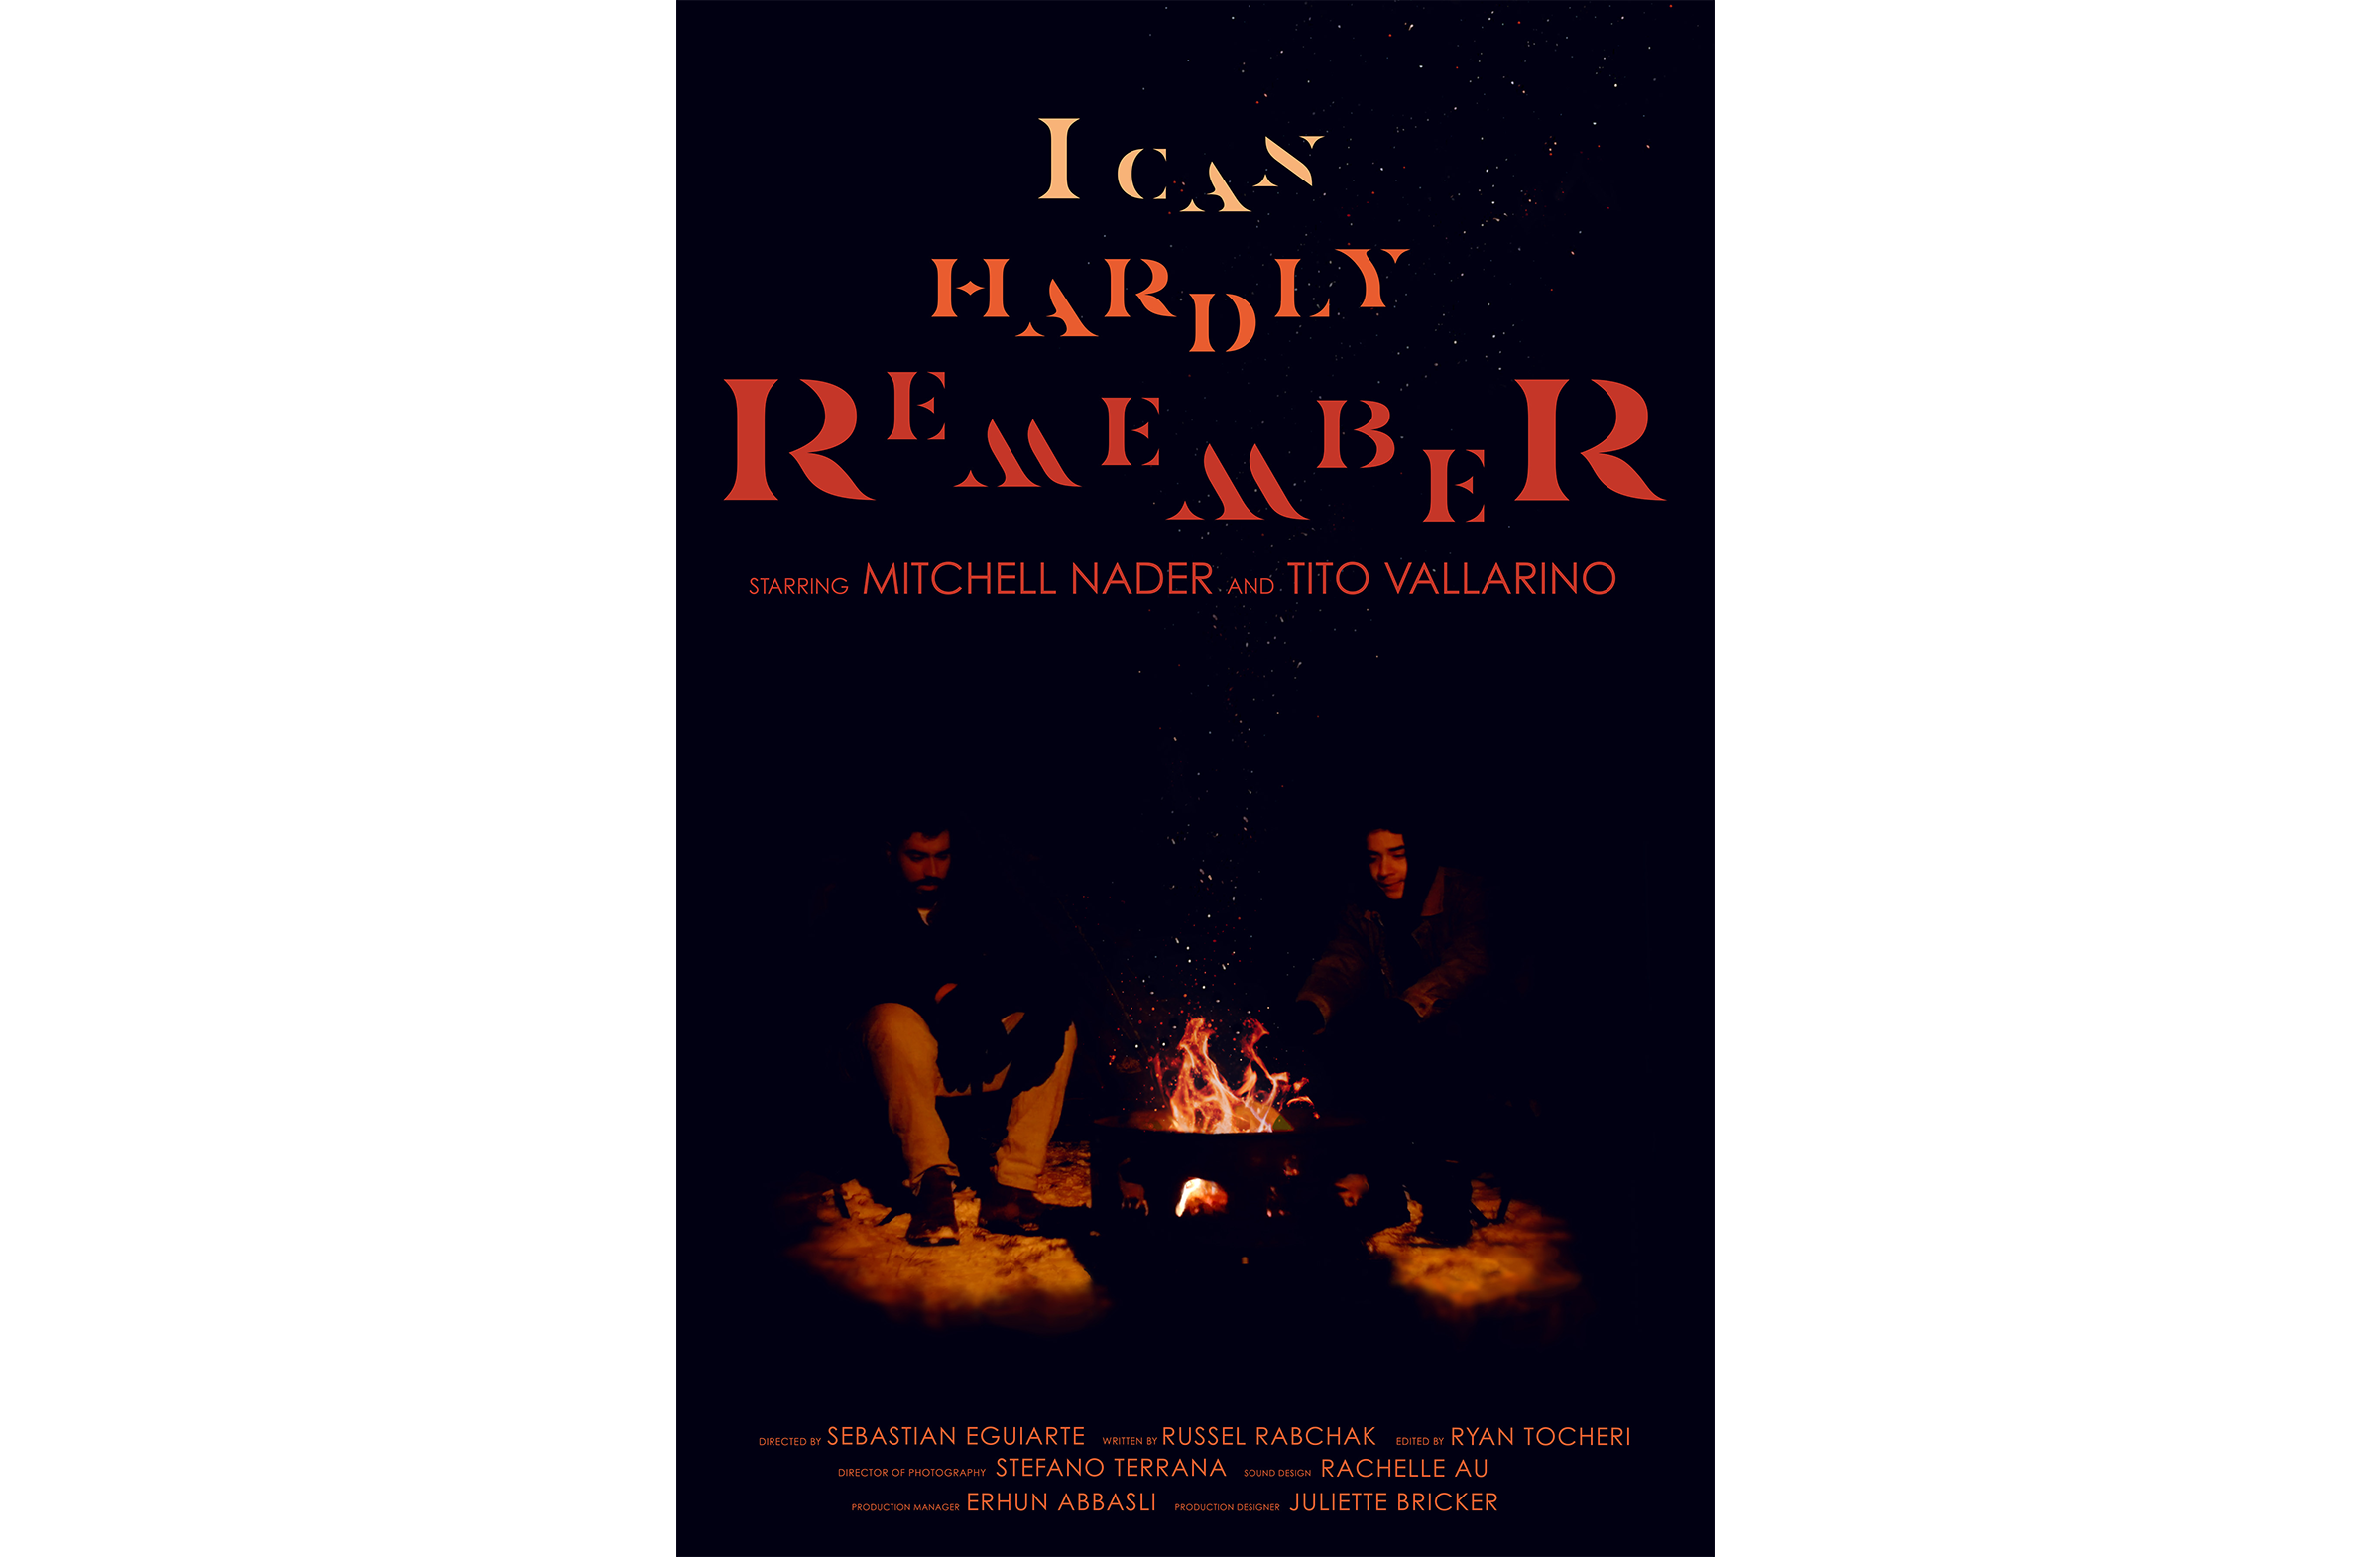 I CAN
HARDLY
REMEMBER
STARRING MITCHELL NADER AND TITO VALLARINO
DIRECTED BY SEBASTIAN EGUIARTE WRITTEN BY RUSSEL RABCHAK EDITED BY RYAN TOCHERI
DIRECTOR OF PHOTOGRAPHY STEFANO TERRANA SOUND DESIGN RACHELLE AU
PRODUCTION MANAGER ERHUN ABBASLI PRODUCTION DESIGNER JULIETTE BRICKER